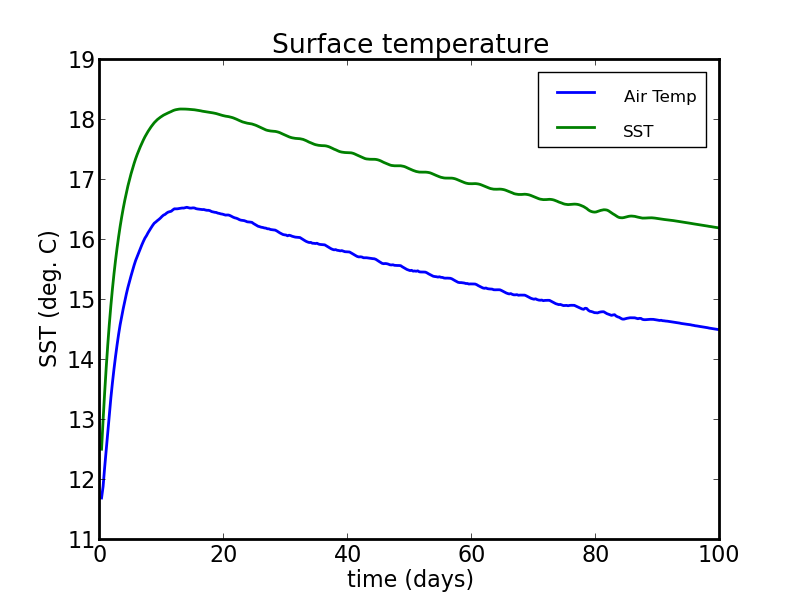 Surface temperature
19
18
17
16
15
14
13
12
11
SST (deg. C)
Air Temp
SST
0 20 40 60 80 100
time (days)